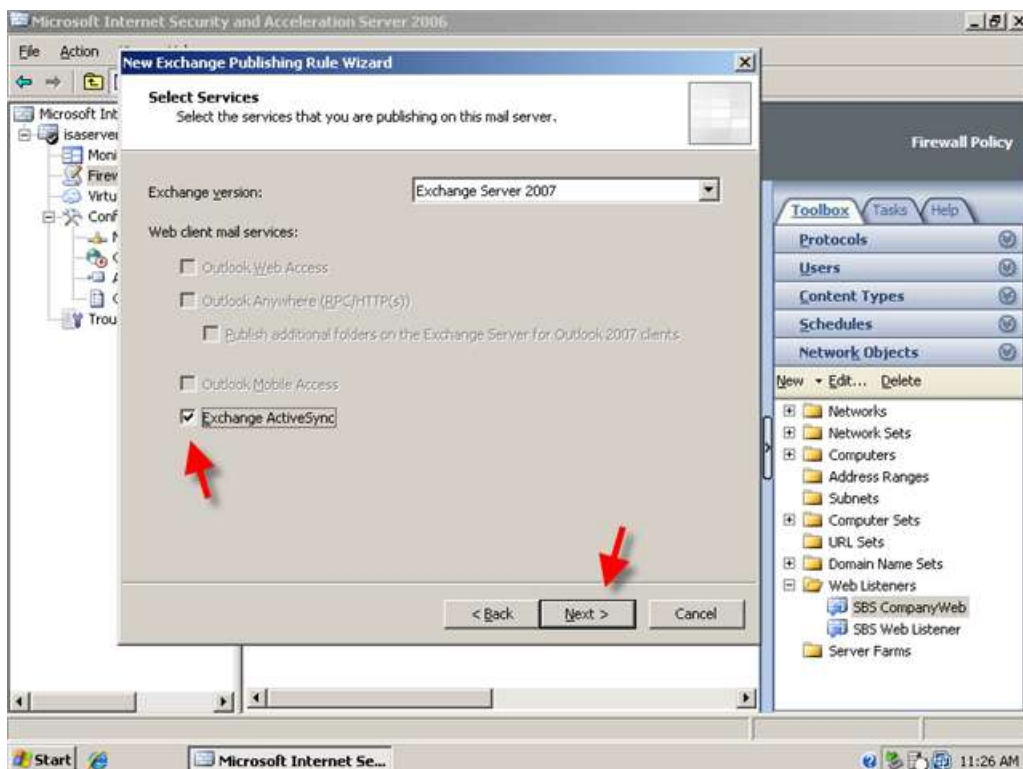 Microsoft Internet Security and Acceleration Server 2006
File Action
New Exchange Publishing Rule Wizard
Select Services
Select the services that you are publishing on this mail server.
Microsoft Int
isaserver
Moni
Firew
Virtu
Conf
Trou
Exchange version:
Exchange Server 2007
Web client mail services:
Outlook Web Access
Outlook Anywhere (RPC/HTTP(s))
Publish additional folders on the Exchange Server for Outlook 2007 clients
Outlook Mobile Access
Exchange ActiveSync
< Back
Next >
Cancel
Firewall Policy
Toolbox Tasks Help
Protocols
Users
Content Types
Schedules
Network Objects
New Edit... Delete
Networks
Network Sets
Computers
Address Ranges
Subnets
Computer Sets
URL Sets
Domain Name Sets
Web Listeners
SBS CompanyWeb
SBS Web Listener
Server Farms
Start
Microsoft Internet Se...
11:26 AM